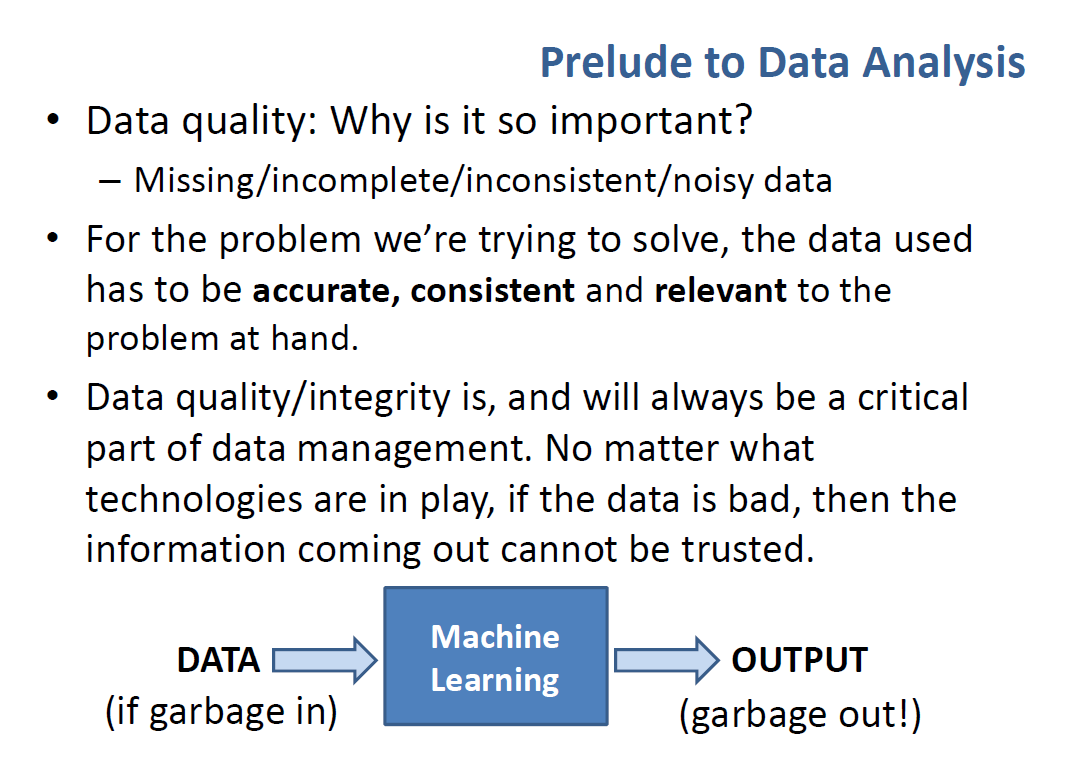 Prelude to Data Analysis
• Data quality: Why is it so important?
– Missing/incomplete/inconsistent/noisy data
• For the problem we're trying to solve, the data used
has to be accurate, consistent and relevant to the
problem at hand.
• Data quality/integrity is, and will always be a critical
part of data management. No matter what
technologies are in play, if the data is bad, then the
information coming out cannot be trusted.
Machine
Learning
DATA
(if garbage in)
OUTPUT
(garbage out!)